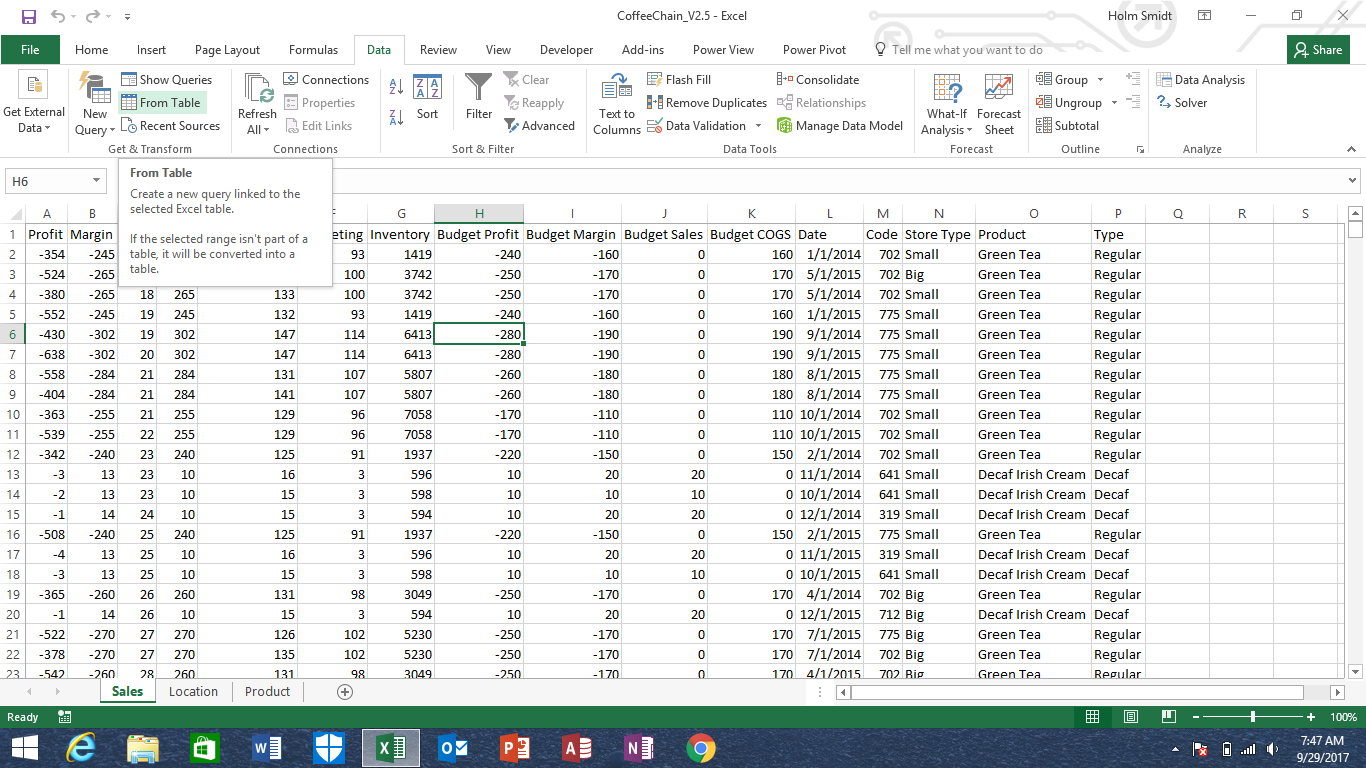 CoffeeChain_V2.5 - Excel
Holm Smidt
File Home Insert Page Layout Formulas Data Review View Developer Add-ins Power View Power Pivot Tell me what you want to do Share
Get External Data
New Query
Show Queries
From Table
Recent Sources
Get & Transform
Refresh All
Connections
Properties
Edit Links
Connections
Sort
Filter
Clear
Reapply
Advanced
Sort & Filter
Text to Columns
Flash Fill
Remove Duplicates
Data Validation
Consolidate
Relationships
Manage Data Model
Data Tools
What-If Analysis
Forecast Sheet
Forecast
Group
Ungroup
Subtotal
Outline
Data Analysis
Solver
Analyze
H6
From Table
Create a new query linked to the
selected Excel table.
If the selected range isn't part of a
table, it will be converted into a
table.
A B G H I J K L M N O P Q R S
1 Profit Margin eting Inventory Budget Profit Budget Margin Budget Sales Budget COGS Date Code Store Type Product Type
2 -354 -245 93 1419 -240 -160 0 160 1/1/2014 702 Small Green Tea Regular
3 -524 -265 100 3742 -250 -170 0 170 5/1/2015 702 Big Green Tea Regular
4 -380 -265 18 265 133 100 3742 -250 -170 0 170 5/1/2014 702 Small Green Tea Regular
5 -552 -245 19 245 132 93 1419 -240 -160 0 160 1/1/2014 775 Small Green Tea Regular
6 -430 -302 19 302 147 114 6413 -280 -190 0 190 9/1/2014 775 Small Green Tea Regular
7 -638 -302 20 302 147 114 6413 -280 -190 0 190 9/1/2015 775 Small Green Tea Regular
8 -558 -284 21 284 131 107 5807 -260 -180 0 180 8/1/2015 775 Small Green Tea Regular
9 -404 -284 21 284 141 107 5807 -260 -180 0 180 8/1/2014 775 Small Green Tea Regular
10 -363 -255 21 255 129 96 7058 -170 -110 0 110 10/1/2014 702 Small Green Tea Regular
11 -539 -255 22 255 129 96 7058 -170 -110 0 110 10/1/2015 702 Small Green Tea Regular
12 -342 -240 23 240 125 91 1937 -220 -150 0 150 2/1/2014 702 Small Green Tea Regular
13 -3 13 23 10 16 3 596 10 20 20 0 11/1/2014 641 Small Decaf Irish Cream Decaf
14 -2 13 23 10 15 3 598 10 10 10 0 10/1/2014 641 Small Decaf Irish Cream Decaf
15 -1 14 24 10 15 3 594 10 20 20 0 12/1/2014 319 Small Decaf Irish Cream Decaf
16 -508 -240 25 240 125 91 1937 -220 -150 0 150 2/1/2015 775 Small Green Tea Regular
17 -4 13 25 10 16 3 596 10 20 20 0 11/1/2015 319 Small Decaf Irish Cream Decaf
18 -3 13 25 10 15 3 598 10 10 10 0 10/1/2015 641 Small Decaf Irish Cream Decaf
19 -365 -260 26 260 131 98 3049 -250 -170 0 170 4/1/2014 702 Big Green Tea Regular
20 -1 14 26 10 15 3 594 10 20 20 0 12/1/2015 712 Big Decaf Irish Cream Decaf
21 -522 -270 27 270 126 102 5230 -250 -170 0 170 7/1/2015 775 Big Green Tea Regular
22 -378 -270 27 270 135 102 5230 -250 -170 0 170 7/1/2014 702 Big Green Tea Regular
23 -542 -260 28 260 131 98 3049 -250 -170 0 170 4/1/2015 702 Big Green Tea Regular
Sales Location Product
Ready 100%
7:47 AM
9/29/2017